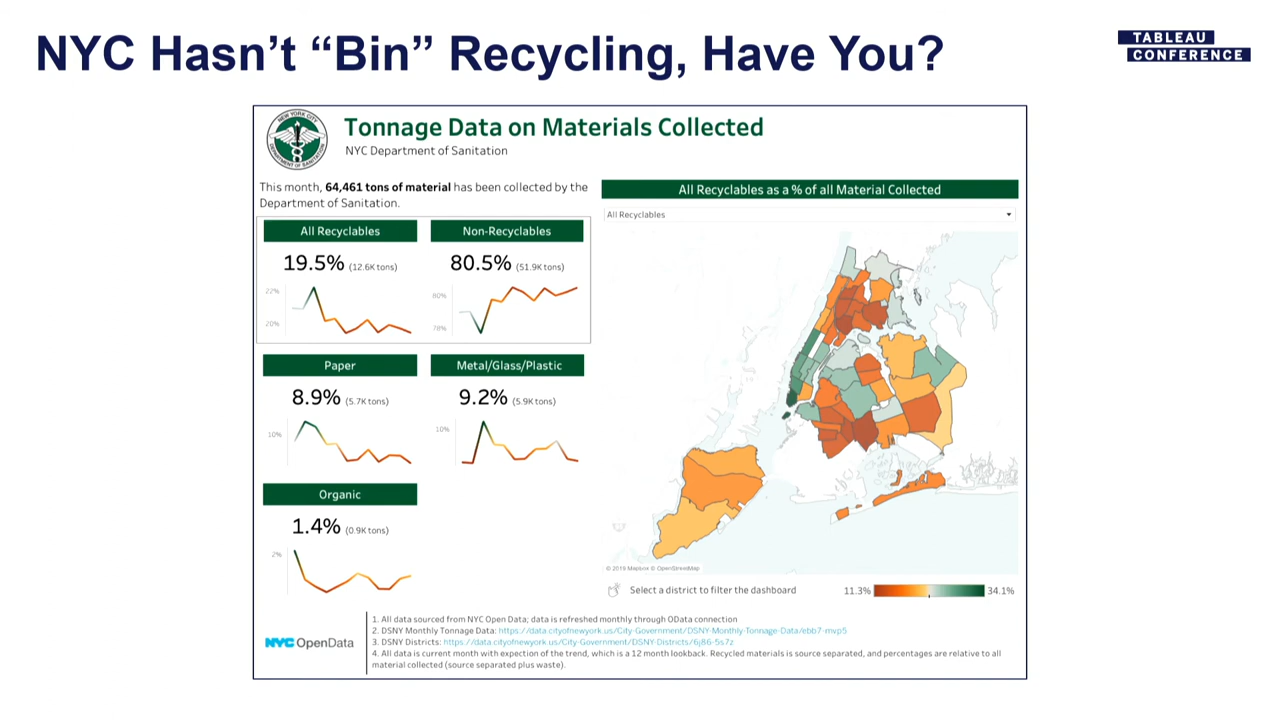 NYC Hasn’t “Bin” Recycling, Have You?
TABLEAU
CONFERENCE
NEW YORK CITY
DEPARTMENT OF SANITATION
Tonnage Data on Materials Collected
NYC Department of Sanitation
This month, 64,461 tons of material has been collected by the
Department of Sanitation.
All Recyclables
19.5% (12.6K tons)
22%
20%
Non-Recyclables
80.5% (51.9K tons)
80%
78%
Paper
8.9% (5.7K tons)
10%
Metal/Glass/Plastic
9.2% (5.9K tons)
10%
Organic
1.4% (0.9K tons)
2%
All Recyclables as a % of all Material Collected
All Recyclables
© 2019 Mapbox © OpenStreetMap
Select a district to filter the dashboard
11.3%
34.1%
NYC OpenData
1. All data sourced from NYC Open Data; data is refreshed monthly through OData connection
2. DSNY Monthly Tonnage Data: https://data.cityofnewyork.us/City-Government/DSNY-Monthly-Tonnage-Data/ebb7-mvp5
3. DSNY Districts: https://data.cityofnewyork.us/City-Government/DSNY-Districts/6j86-5s7z
4. All data is current month with expection of the trend, which is a 12 month lookback. Recycled materials is source separated, and percentages are relative to all
material collected (source separated plus waste).